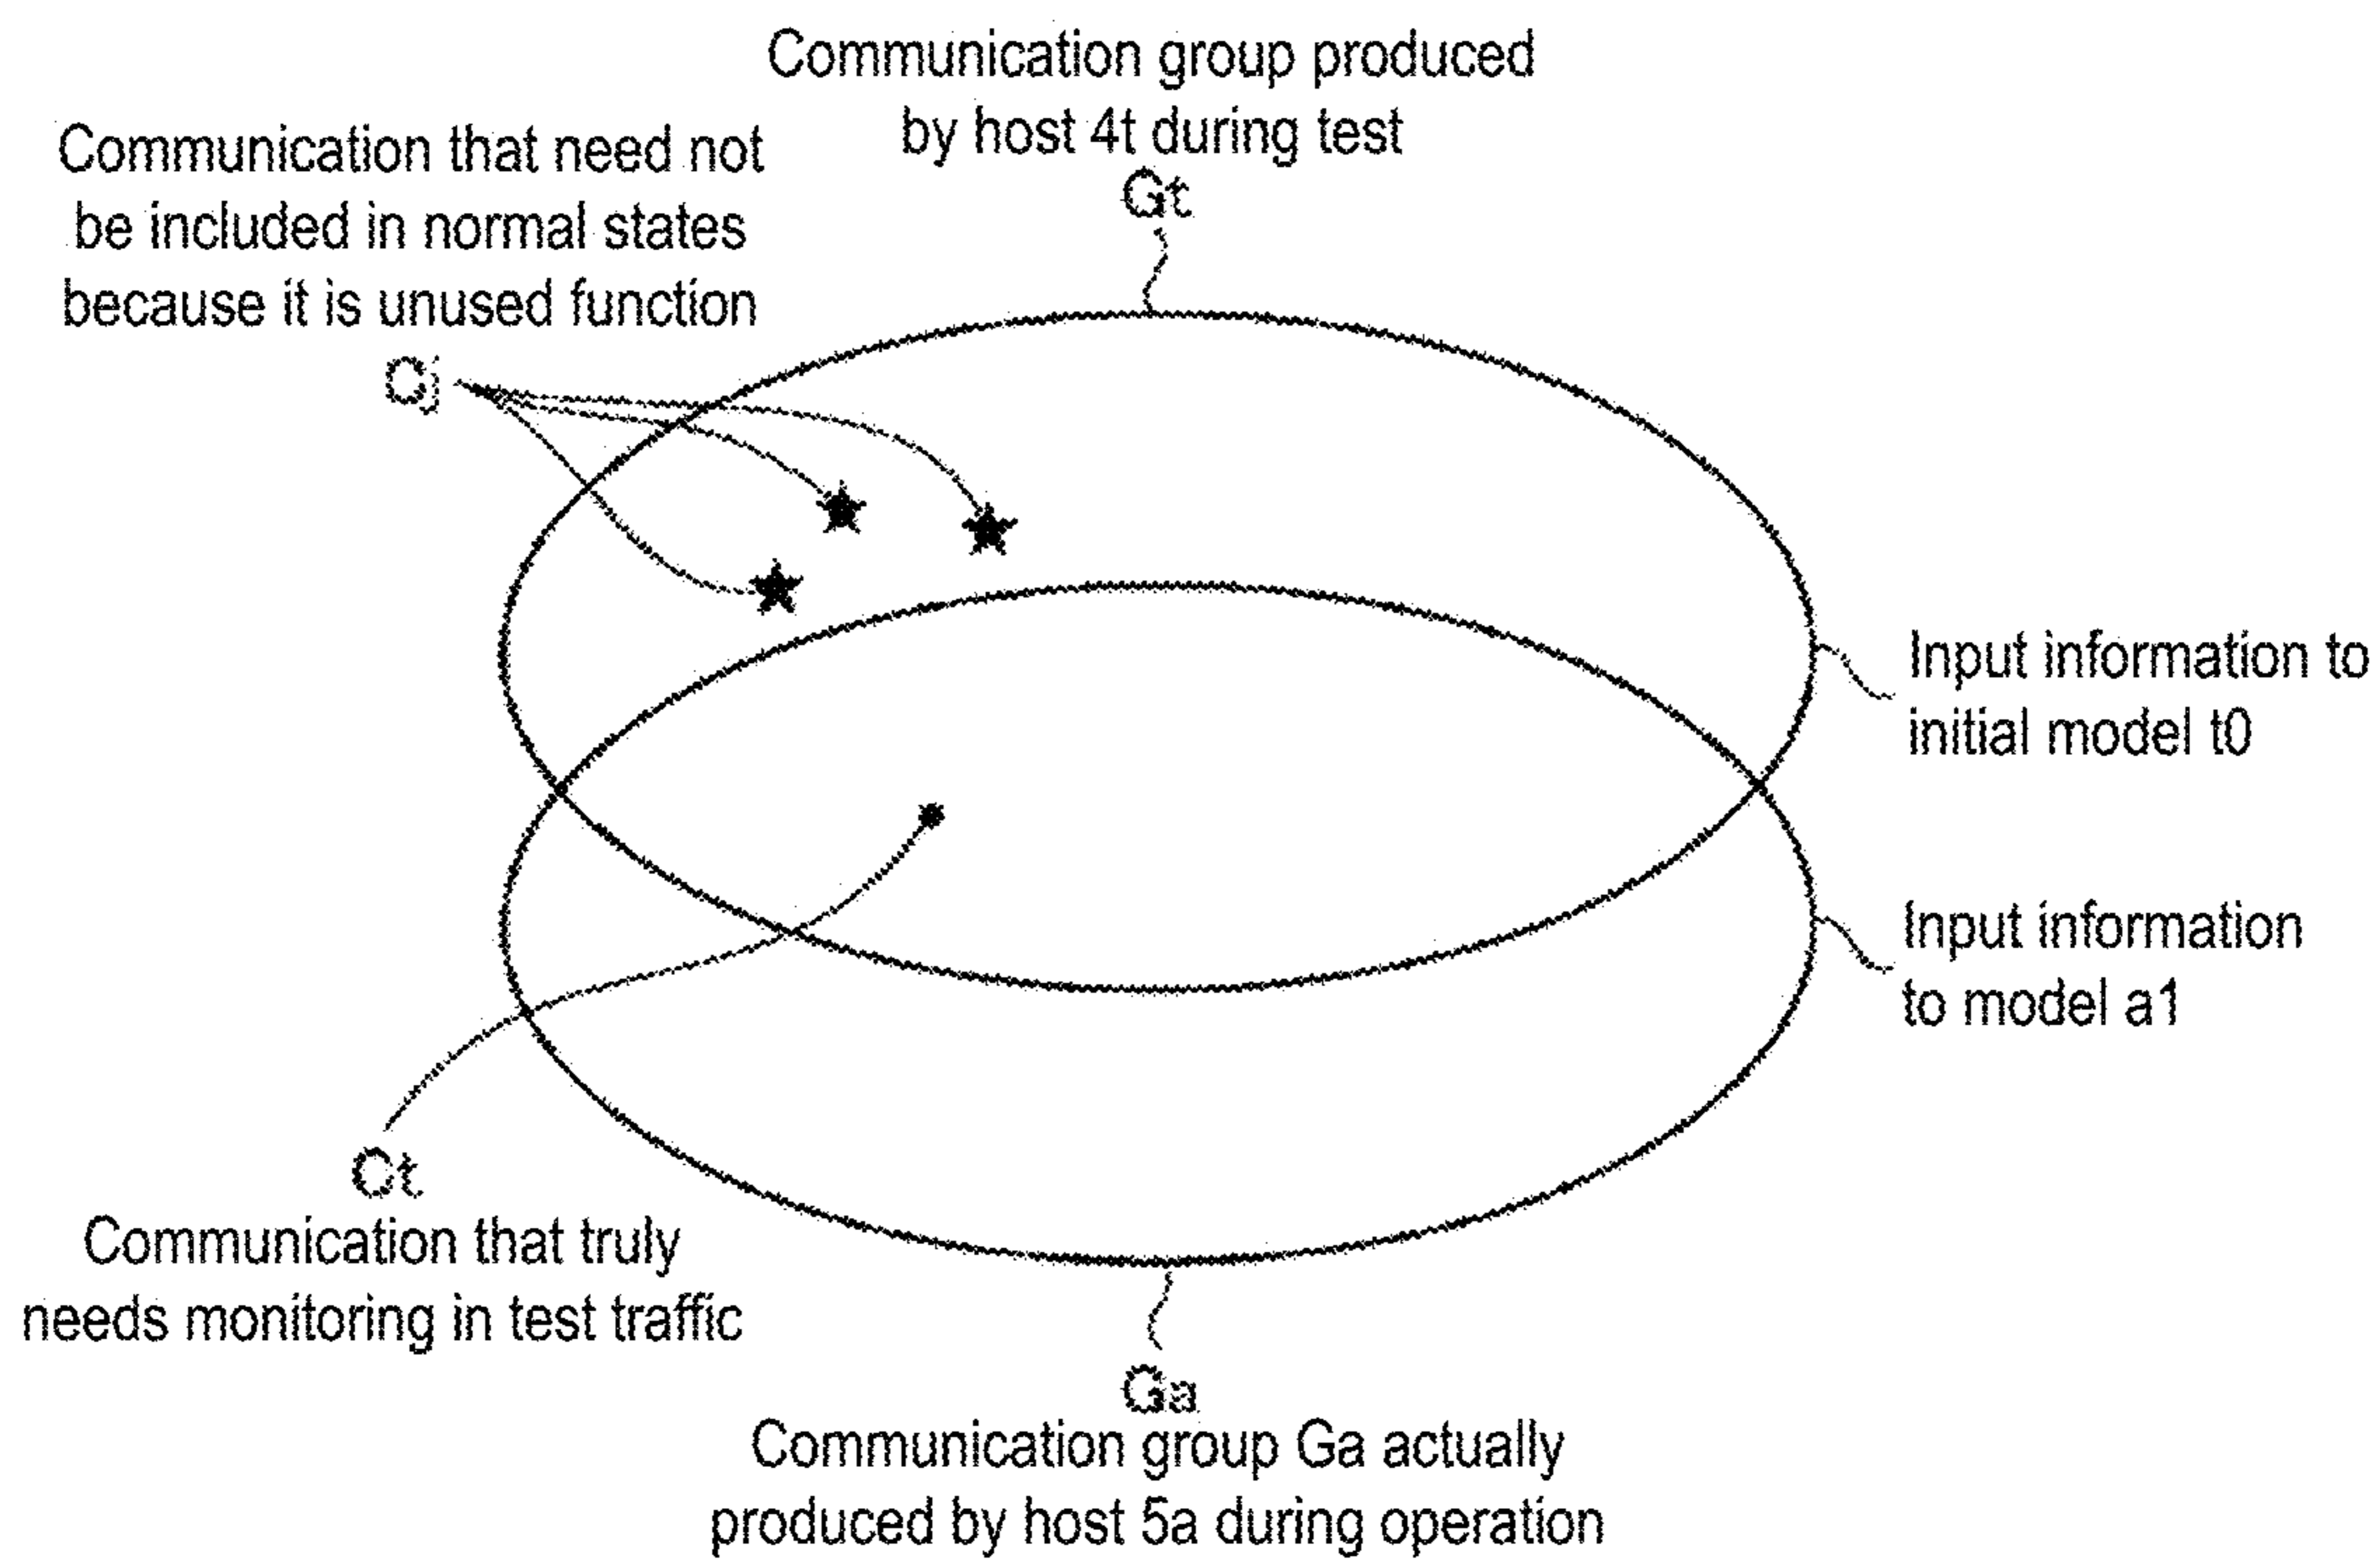 Communication group produced
by host 4t during test
Gt
Communication that need not
be included in normal states
because it is unused function
Cj
Input information to
initial model t0
Input information
to model a1
Ct
Communication that truly
needs monitoring in test traffic
Ga
Communication group Ga actually
produced by host 5a during operation